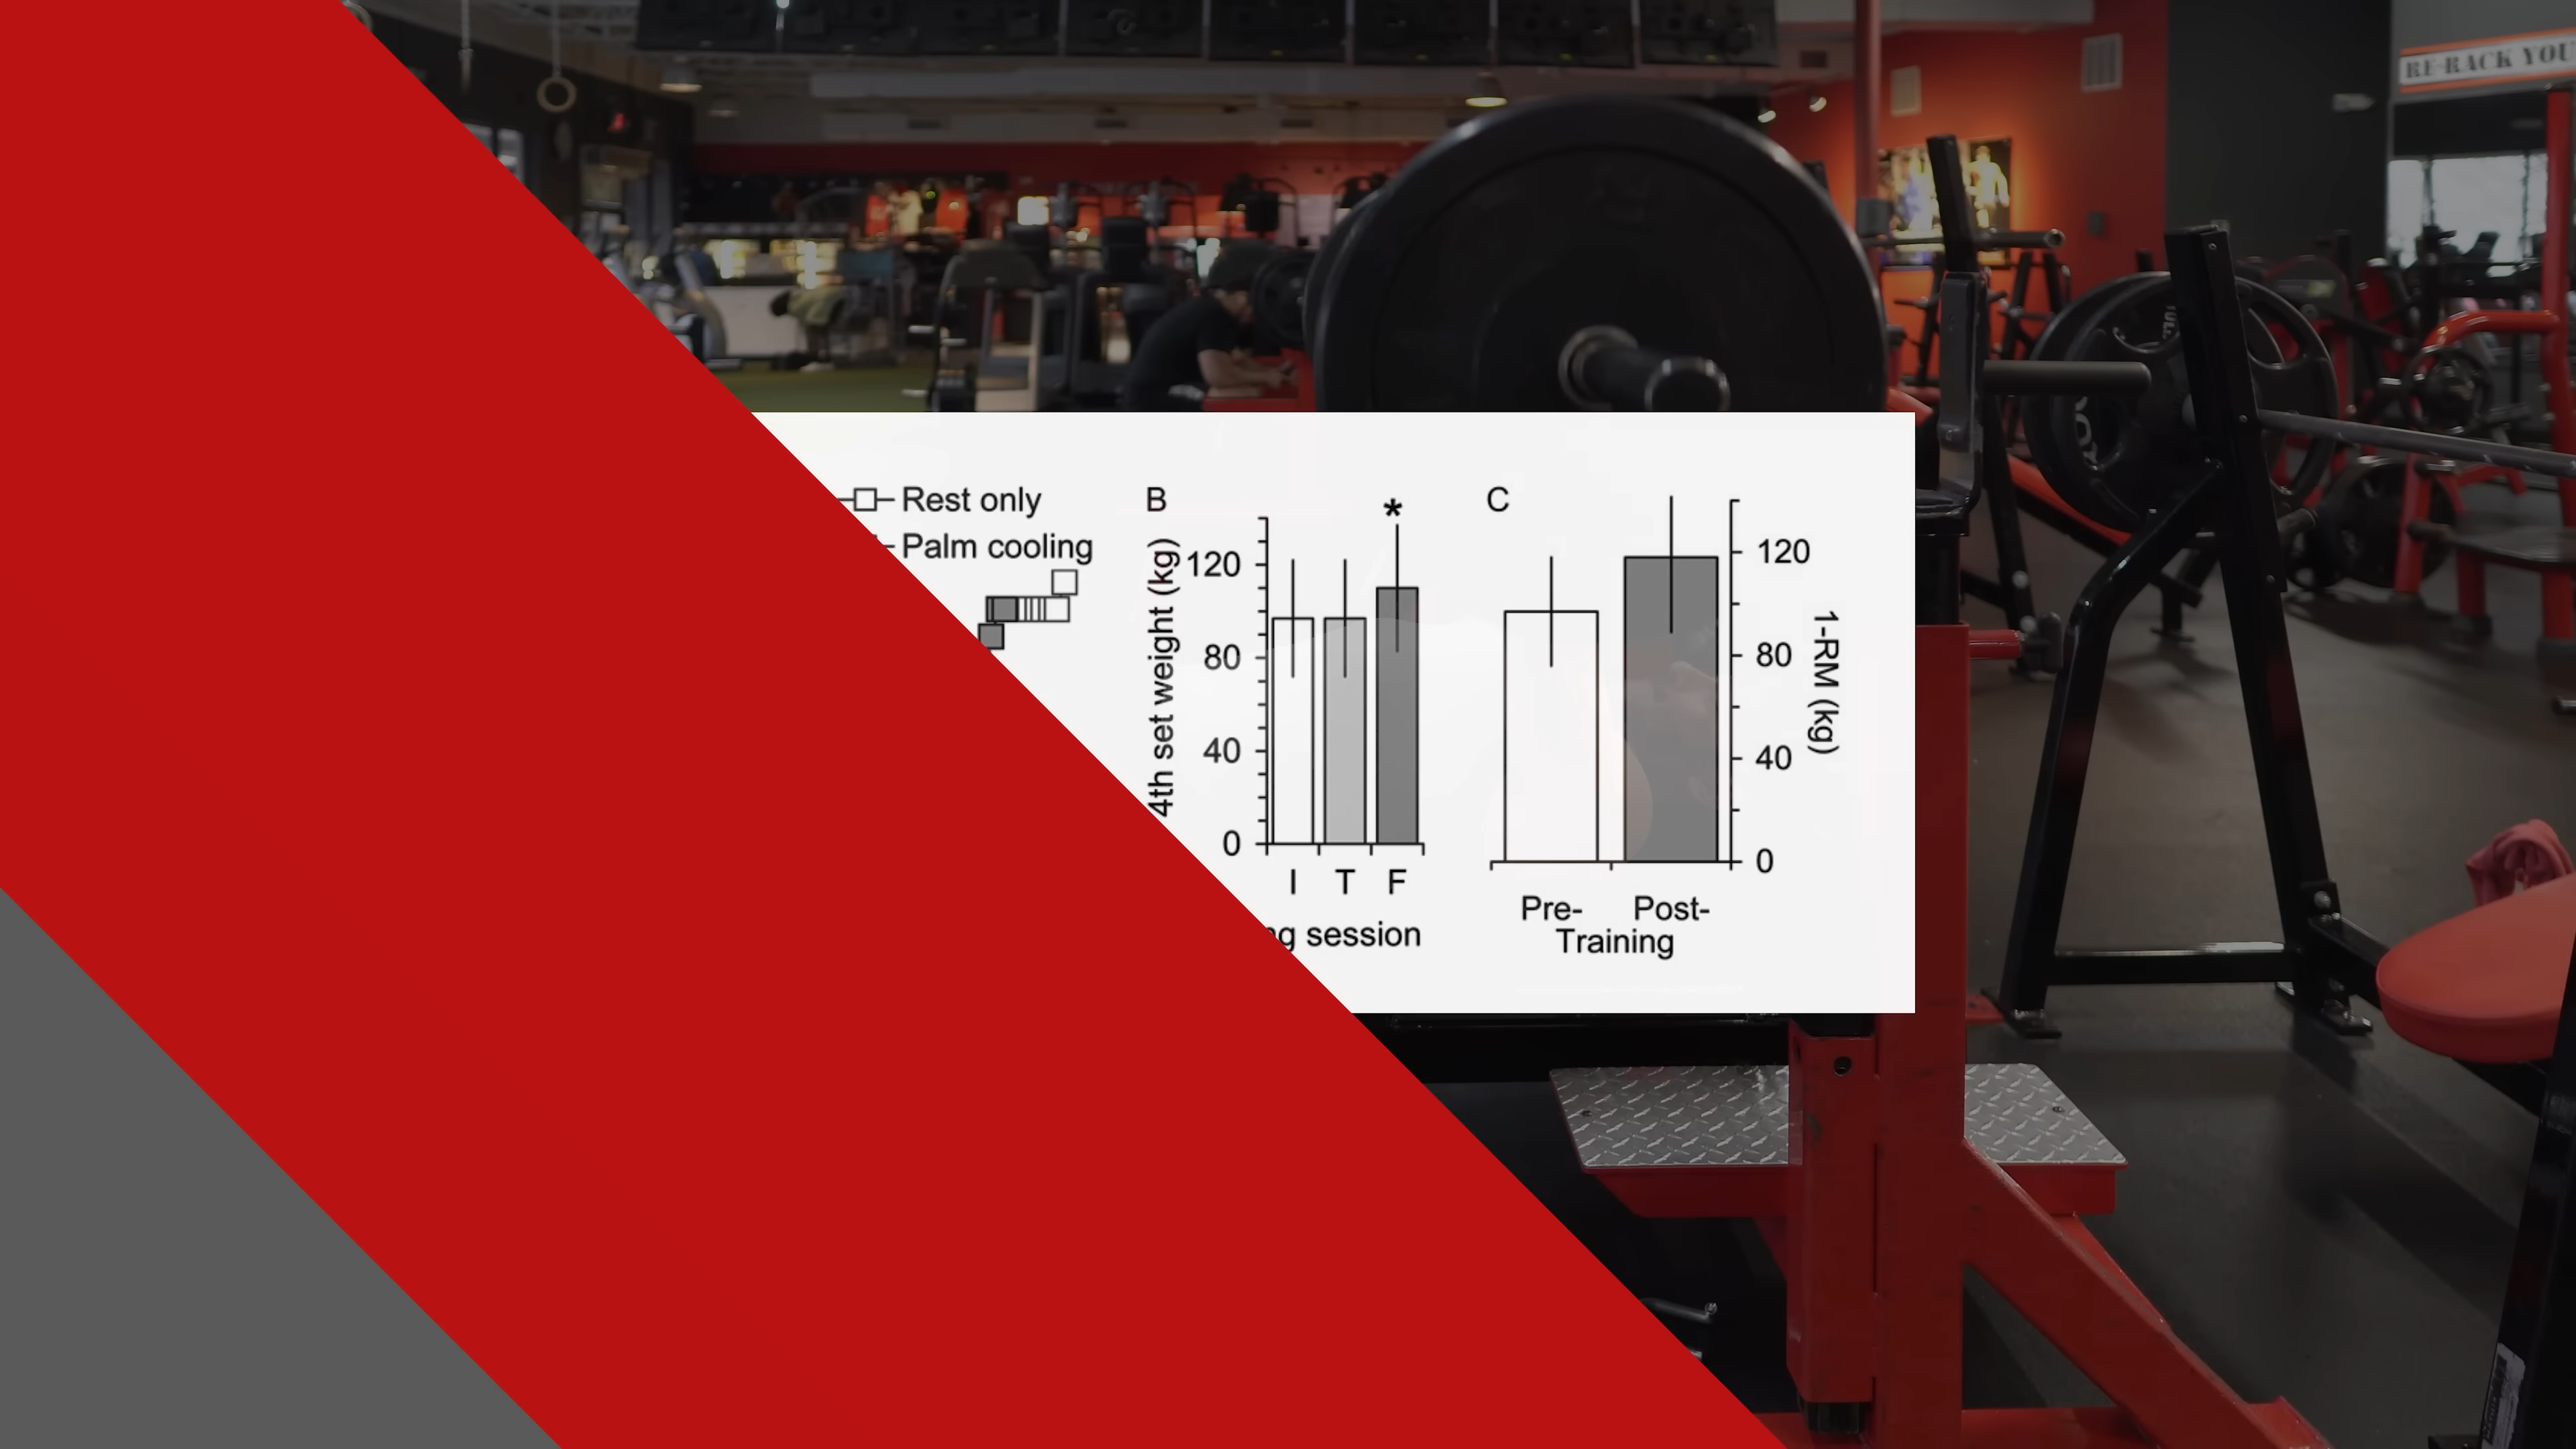 RE-RACK YOU
Rest only
Palm cooling
B
*
4th set weight (kg)
120
80
40
0
I T F
session
C
120
80
40
0
1-RM (kg)
Pre- Post-
Training